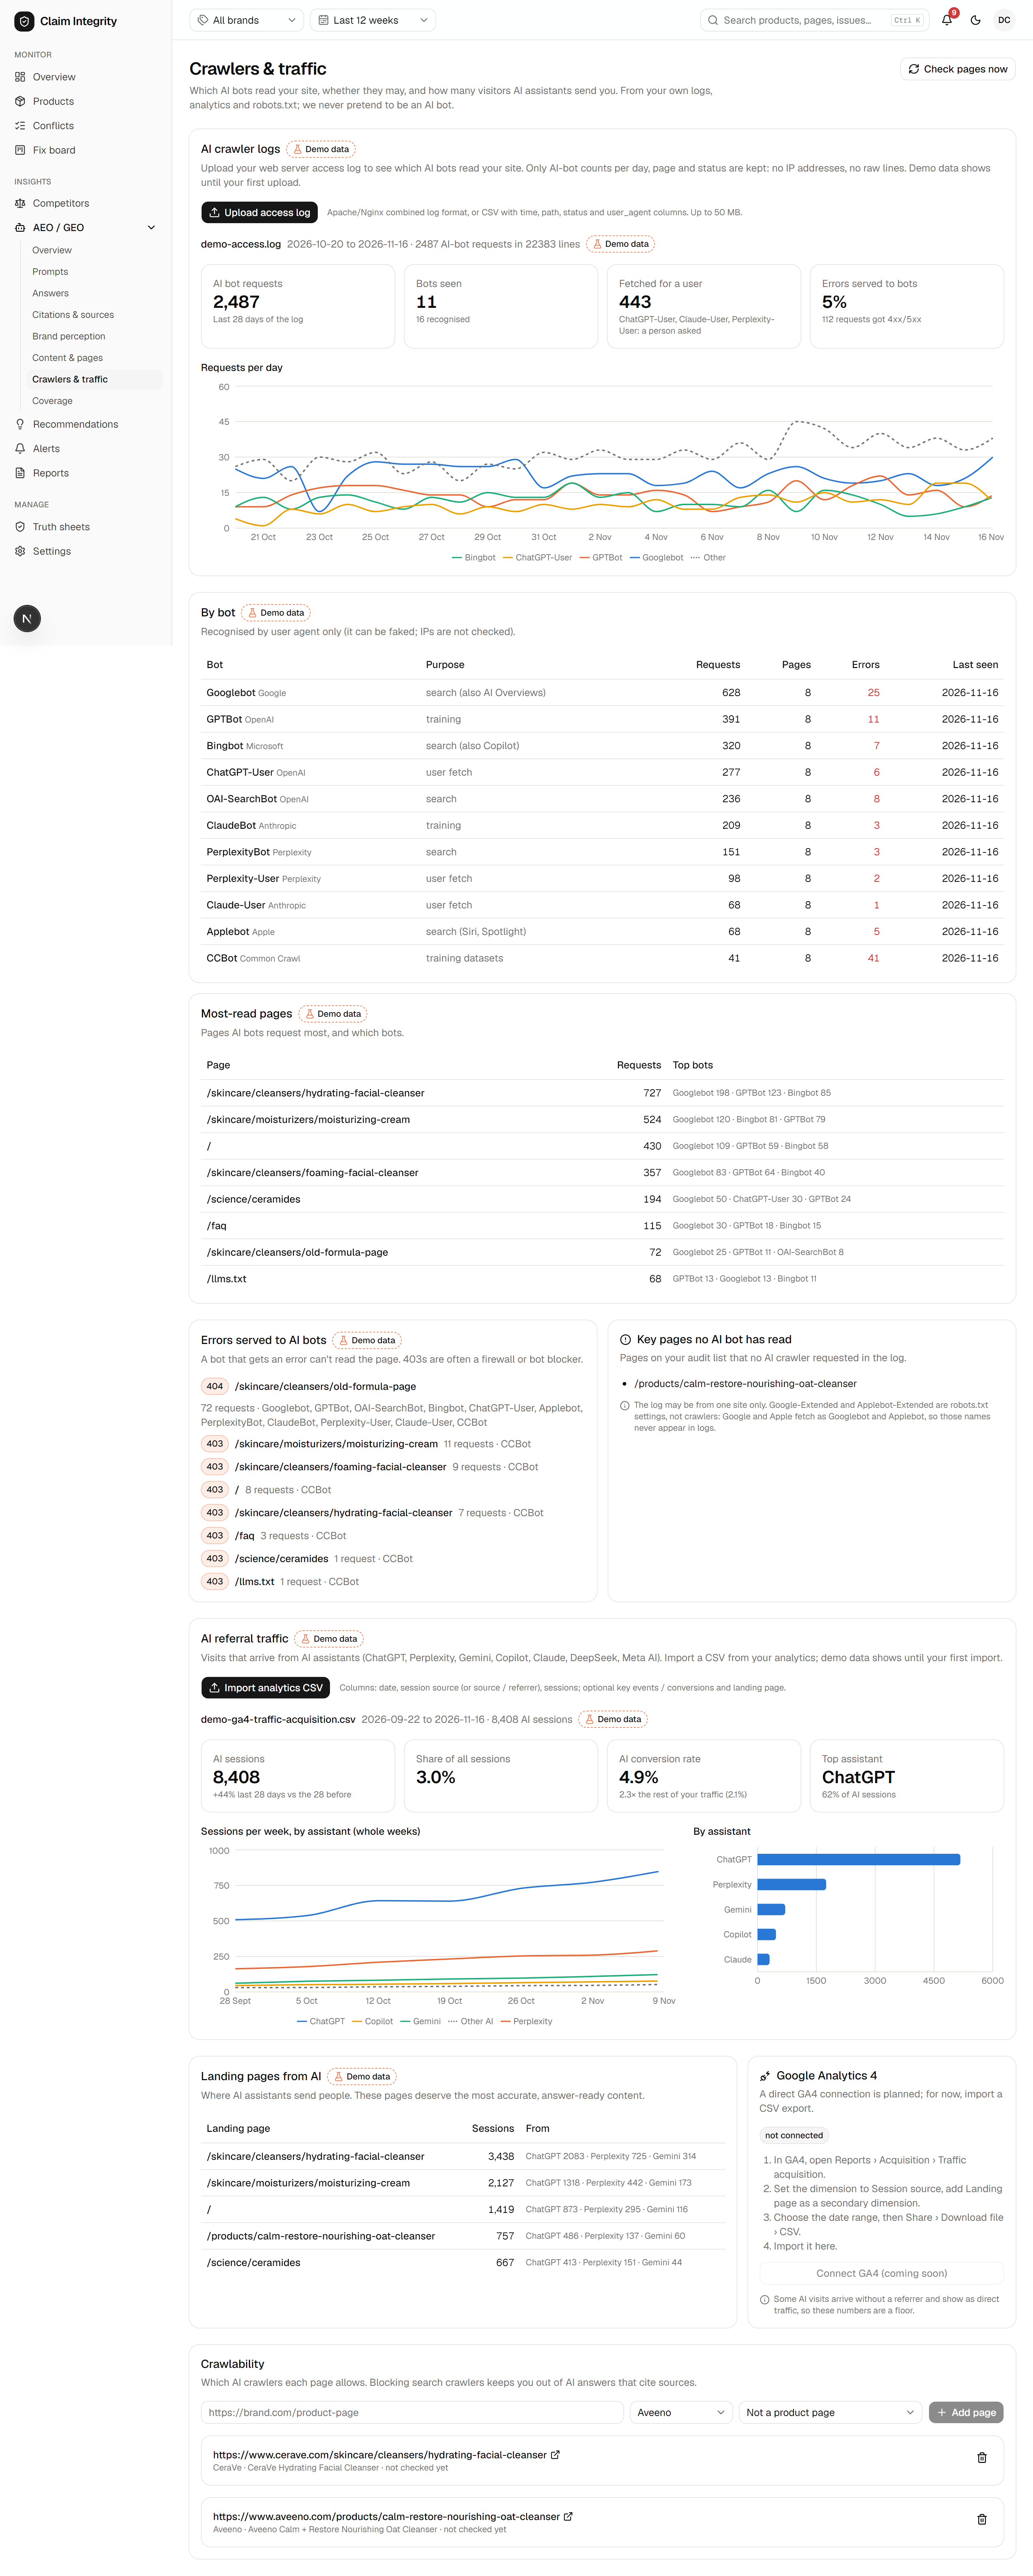 Claim Integrity
MONITOR
Overview
Products
Conflicts
Fix board
INSIGHTS
Competitors
AEO / GEO
Overview
Prompts
Answers
Citations & sources
Brand perception
Content & pages
Crawlers & traffic
Coverage
Recommendations
Alerts
Reports
MANAGE
Truth sheets
Settings
N
All brands
Last 12 weeks
Search products, pages, issues...
Ctrl K
9
DC
Crawlers & traffic
Check pages now
Which AI bots read your site, whether they may, and how many visitors AI assistants send you. From your own logs,
analytics and robots.txt; we never pretend to be an AI bot.
AI crawler logs Demo data
Upload your web server access log to see which AI bots read your site. Only AI-bot counts per day, page and status are kept: no IP addresses, no raw lines. Demo data shows
until your first upload.
Upload access log Apache/Nginx combined log format, or CSV with time, path, status and user_agent columns. Up to 50 MB.
demo-access.log 2026-10-20 to 2026-11-16 · 2487 AI-bot requests in 22383 lines Demo data
AI bot requests
2,487
Last 28 days of the log
Bots seen
11
16 recognised
Fetched for a user
443
ChatGPT-User, Claude-User, Perplexity-
User: a person asked
Errors served to bots
5%
112 requests got 4xx/5xx
Requests per day
60
45
30
15
0
21 Oct 23 Oct 25 Oct 27 Oct 29 Oct 31 Oct 2 Nov 4 Nov 6 Nov 8 Nov 10 Nov 12 Nov 14 Nov 16 Nov
Bingbot ChatGPT-User GPTBot Googlebot Other
By bot Demo data
Recognised by user agent only (it can be faked; IPs are not checked).
Bot Purpose Requests Pages Errors Last seen
Googlebot Google search (also AI Overviews) 628 8 25 2026-11-16
GPTBot OpenAI training 391 8 11 2026-11-16
Bingbot Microsoft search (also Copilot) 320 8 7 2026-11-16
ChatGPT-User OpenAI user fetch 277 8 6 2026-11-16
OAI-SearchBot OpenAI search 236 8 8 2026-11-16
ClaudeBot Anthropic training 209 8 3 2026-11-16
PerplexityBot Perplexity search 151 8 3 2026-11-16
Perplexity-User Perplexity user fetch 98 8 2 2026-11-16
Claude-User Anthropic user fetch 68 8 1 2026-11-16
Applebot Apple search (Siri, Spotlight) 68 8 5 2026-11-16
CCBot Common Crawl training datasets 41 8 41 2026-11-16
Most-read pages Demo data
Pages AI bots request most, and which bots.
Page Requests Top bots
/skincare/cleansers/hydrating-facial-cleanser 727 Googlebot 198 · GPTBot 123 · Bingbot 85
/skincare/moisturizers/moisturizing-cream 524 Googlebot 120 · Bingbot 81 · GPTBot 79
/ 430 Googlebot 109 · GPTBot 59 · Bingbot 58
/skincare/cleansers/foaming-facial-cleanser 357 Googlebot 83 · GPTBot 64 · Bingbot 40
/science/ceramides 194 Googlebot 50 · ChatGPT-User 30 · GPTBot 24
/faq 115 Googlebot 30 · GPTBot 18 · Bingbot 15
/skincare/cleansers/old-formula-page 72 Googlebot 25 · GPTBot 11 · OAI-SearchBot 8
/llms.txt 68 GPTBot 13 · Googlebot 13 · Bingbot 11
Errors served to AI bots Demo data
A bot that gets an error can't read the page. 403s are often a firewall or bot blocker.
404 /skincare/cleansers/old-formula-page
72 requests · Googlebot, GPTBot, OAI-SearchBot, Bingbot, ChatGPT-User, Applebot,
PerplexityBot, ClaudeBot, Perplexity-User, Claude-User, CCBot
403 /skincare/moisturizers/moisturizing-cream 11 requests · CCBot
403 /skincare/cleansers/foaming-facial-cleanser 9 requests · CCBot
403 / 8 requests · CCBot
403 /skincare/cleansers/hydrating-facial-cleanser 7 requests · CCBot
403 /faq 3 requests · CCBot
403 /science/ceramides 1 request · CCBot
403 /llms.txt 1 request · CCBot
Key pages no AI bot has read
Pages on your audit list that no AI crawler requested in the log.
• /products/calm-restore-nourishing-oat-cleanser
The log may be from one site only. Google-Extended and Applebot-Extended are robots.txt
settings, not crawlers: Google and Apple fetch as Googlebot and Applebot, so those names
never appear in logs.
AI referral traffic Demo data
Visits that arrive from AI assistants (ChatGPT, Perplexity, Gemini, Copilot, Claude, DeepSeek, Meta AI). Import a CSV from your analytics; demo data shows until your first import.
Import analytics CSV Columns: date, session source (or source / referrer), sessions; optional key events / conversions and landing page.
demo-ga4-traffic-acquisition.csv 2026-09-22 to 2026-11-16 · 8,408 AI sessions Demo data
AI sessions
8,408
+44% last 28 days vs the 28 before
Share of all sessions
3.0%
AI conversion rate
4.9%
2.3× the rest of your traffic (2.1%)
Top assistant
ChatGPT
62% of AI sessions
Sessions per week, by assistant (whole weeks)
1000
750
500
250
0
28 Sept 5 Oct 12 Oct 19 Oct 26 Oct 2 Nov 9 Nov
ChatGPT Copilot Gemini Other AI Perplexity
By assistant
ChatGPT
Perplexity
Gemini
Copilot
Claude
0 1500 3000 4500 6000
Landing pages from AI Demo data
Where AI assistants send people. These pages deserve the most accurate, answer-ready content.
Landing page Sessions From
/skincare/cleansers/hydrating-facial-cleanser 3,438 ChatGPT 2083 · Perplexity 725 · Gemini 314
/skincare/moisturizers/moisturizing-cream 2,127 ChatGPT 1318 · Perplexity 442 · Gemini 173
/ 1,419 ChatGPT 873 · Perplexity 295 · Gemini 116
/products/calm-restore-nourishing-oat-cleanser 757 ChatGPT 486 · Perplexity 137 · Gemini 60
/science/ceramides 667 ChatGPT 413 · Perplexity 151 · Gemini 44
Google Analytics 4
A direct GA4 connection is planned; for now, import a
CSV export.
not connected
1. In GA4, open Reports › Acquisition › Traffic
acquisition.
2. Set the dimension to Session source, add Landing
page as a secondary dimension.
3. Choose the date range, then Share › Download file
› CSV.
4. Import it here.
Connect GA4 (coming soon)
Some AI visits arrive without a referrer and show as direct
traffic, so these numbers are a floor.
Crawlability
Which AI crawlers each page allows. Blocking search crawlers keeps you out of AI answers that cite sources.
https://brand.com/product-page Aveeno Not a product page Add page
https://www.cerave.com/skincare/cleansers/hydrating-facial-cleanser
CeraVe · CeraVe Hydrating Facial Cleanser · not checked yet
https://www.aveeno.com/products/calm-restore-nourishing-oat-cleanser
Aveeno · Aveeno Calm + Restore Nourishing Oat Cleanser · not checked yet